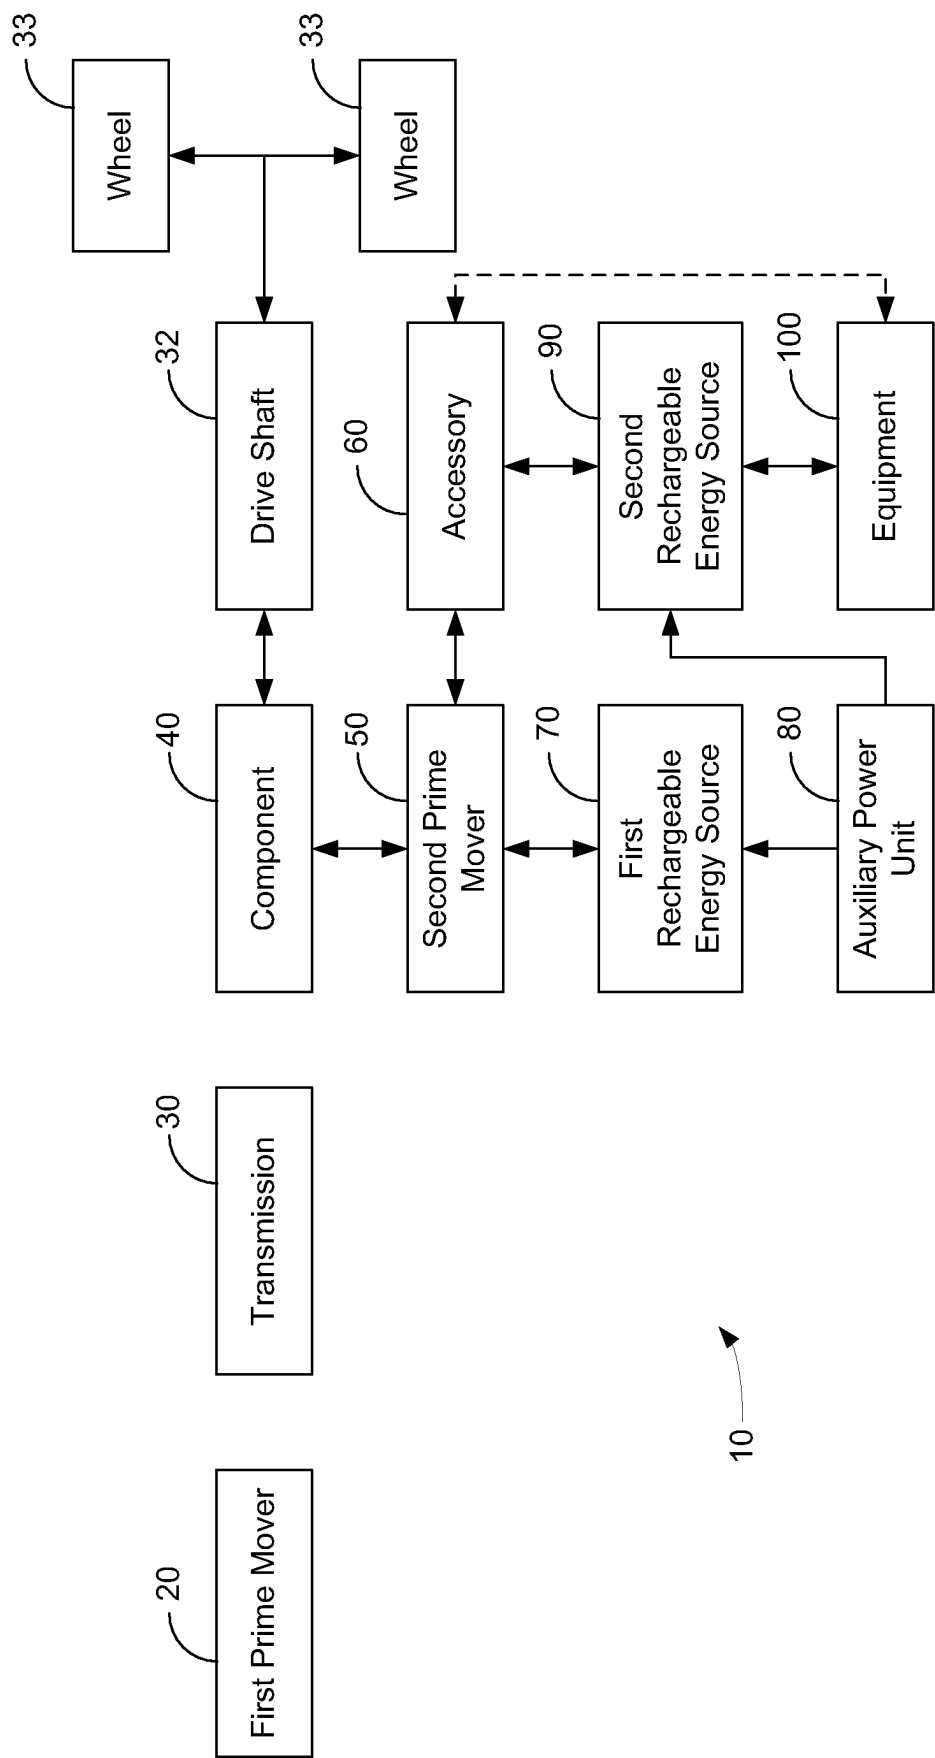 33
Wheel
33
Wheel
20
First Prime Mover
30
Transmission
40
Component
32
Drive Shaft
50
Second Prime
Mover
60
Accessory
70
First
Rechargeable
Energy Source
90
Second
Rechargeable
Energy Source
80
Auxiliary Power
Unit
100
Equipment
10